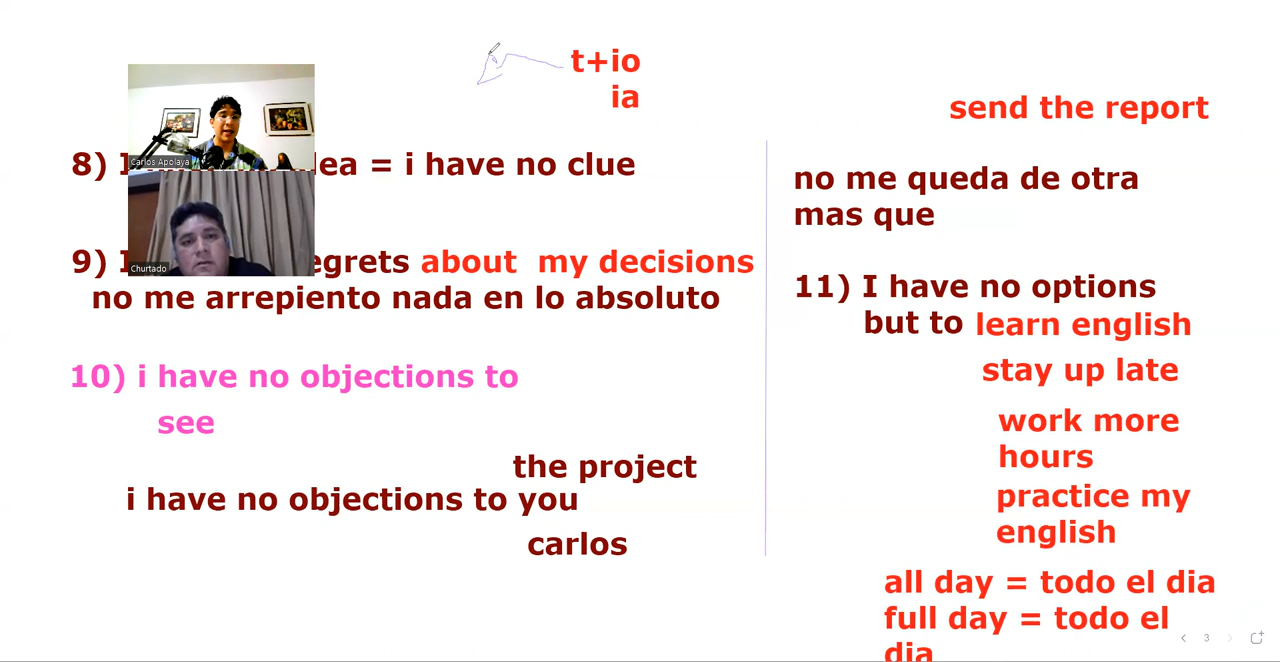 t+io
ia
send the report
Carlos Apolaya
8) I lea = i have no clue
no me queda de otra
mas que
Churtado
9) I egrets about my decisions
no me arrepiento nada en lo absoluto
11) I have no options
but to learn english
10) i have no objections to
see
stay up late
work more
hours
the project
i have no objections to you
carlos
practice my
english
all day = todo el dia
full day = todo el
dia
3